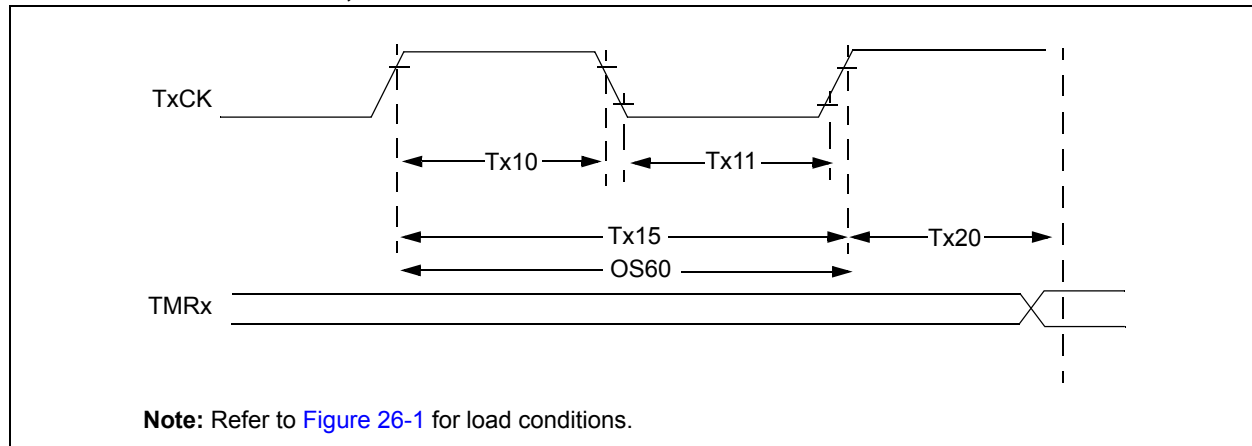 TxCK
Tx10
Tx11
Tx15
Tx20
OS60
TMRx
Note: Refer to Figure 26-1 for load conditions.